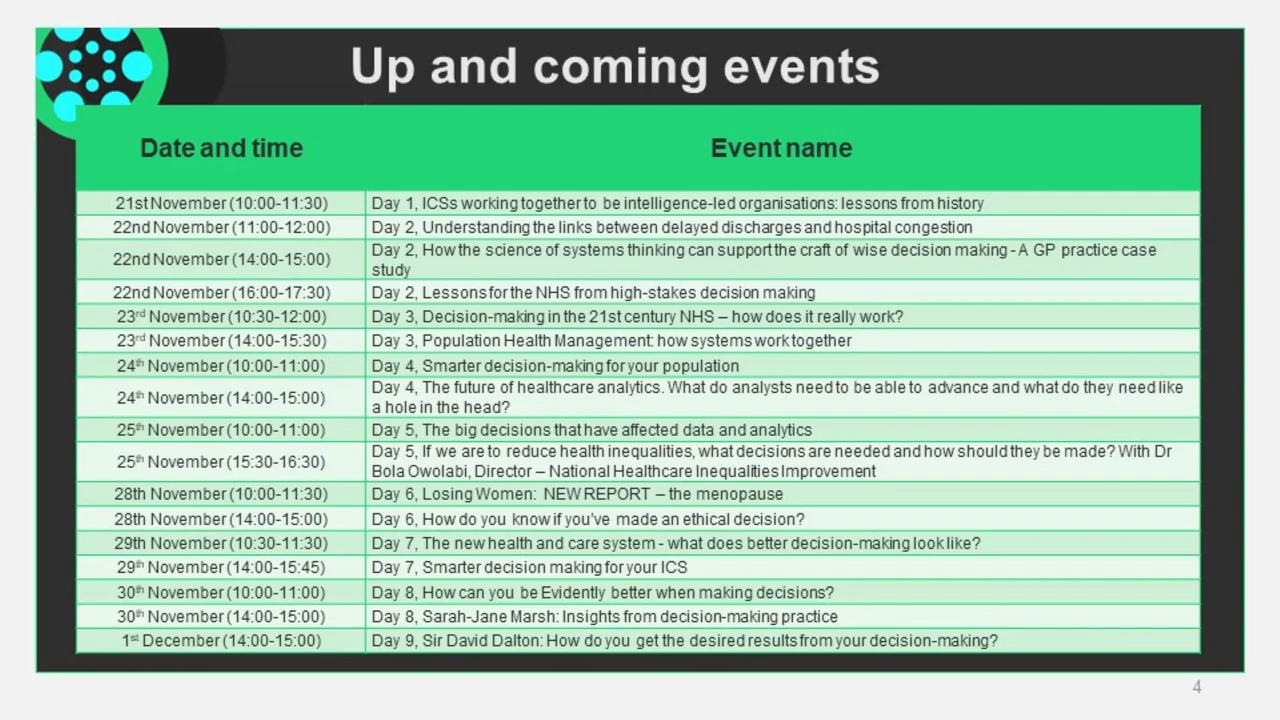 Up and coming events
Date and time Event name
21st November (10:00-11:30) Day 1, ICSs working together to be intelligence-led organisations: lessons from history
22nd November (11:00-12:00) Day 2, Understanding the links between delayed discharges and hospital congestion
22nd November (14:00-15:00) Day 2, How the science of systems thinking can support the craft of wise decision making - A GP practice case
study
22nd November (16:00-17:30) Day 2, Lessons for the NHS from high-stakes decision making
23rd November (10:30-12:00) Day 3, Decision-making in the 21st century NHS – how does it really work?
23rd November (14:00-15:30) Day 3, Population Health Management: how systems work together
24th November (10:00-11:00) Day 4, Smarter decision-making for your population
24th November (14:00-15:00) Day 4, The future of healthcare analytics. What do analysts need to be able to advance and what do they need like
a hole in the head?
25th November (10:00-11:00) Day 5, The big decisions that have affected data and analytics
25th November (15:30-16:30) Day 5, If we are to reduce health inequalities, what decisions are needed and how should they be made? With Dr
Bola Owolabi, Director – National Healthcare Inequalities Improvement
28th November (10:00-11:30) Day 6, Losing Women: NEW REPORT – the menopause
28th November (14:00-15:00) Day 6, How do you know if you've made an ethical decision?
29th November (10:30-11:30) Day 7, The new health and care system - what does better decision-making look like?
29th November (14:00-15:45) Day 7, Smarter decision making for your ICS
30th November (10:00-11:00) Day 8, How can you be Evidently better when making decisions?
30th November (14:00-15:00) Day 8, Sarah-Jane Marsh: Insights from decision-making practice
1st December (14:00-15:00) Day 9, Sir David Dalton: How do you get the desired results from your decision-making?
4